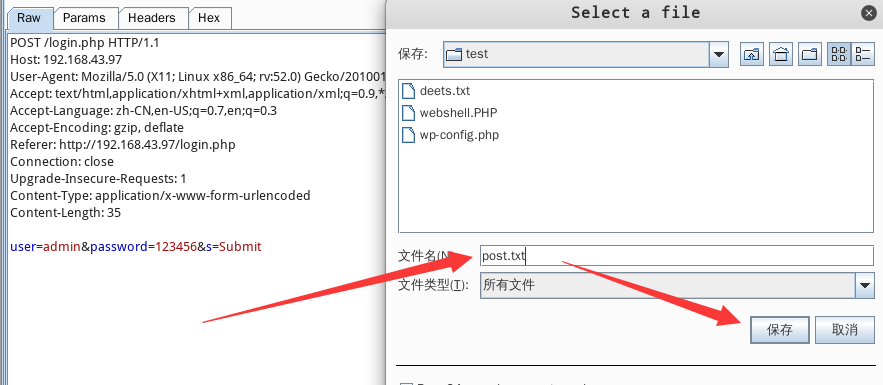 Raw Params Headers Hex
POST /login.php HTTP/1.1
Host: 192.168.43.97
User-Agent: Mozilla/5.0 (X11; Linux x86_64; rv:52.0) Gecko/201001
Accept: text/html,application/xhtml+xml,application/xml;q=0.9,*
Accept-Language: zh-CN,en-US;q=0.7,en;q=0.3
Accept-Encoding: gzip, deflate
Referer: http://192.168.43.97/login.php
Connection: close
Upgrade-Insecure-Requests: 1
Content-Type: application/x-www-form-urlencoded
Content-Length: 35
user=admin&password=123456&s=Submit
Select a file
保存: test
deets.txt
webshell.PHP
wp-config.php
文件名(N post.txt
文件类型(T): 所有文件
保存 取消